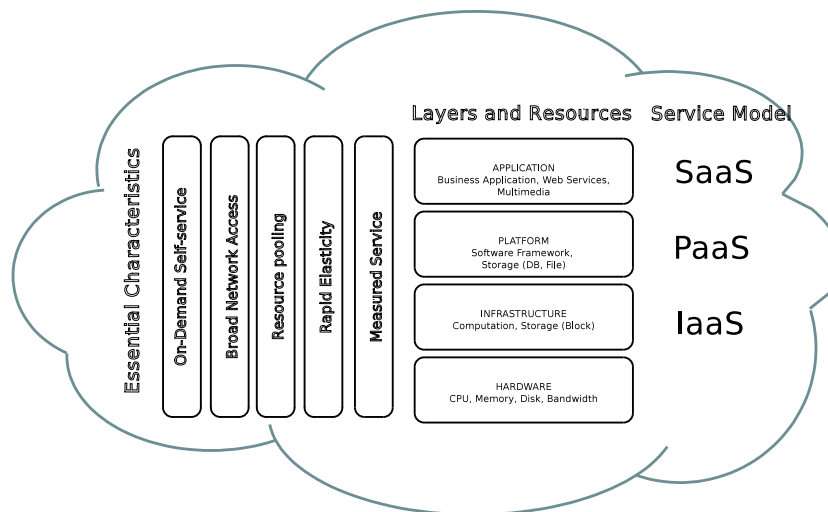 Layers and Resources
Service Model
Essential Characteristics
On-Demand Self-service
Broad Network Access
Resource pooling
Rapid Elasticity
Measured Service
APPLICATION
Business Application, Web Services,
Multimedia
SaaS
PLATFORM
Software Framework,
Storage (DB, File)
PaaS
INFRASTRUCTURE
Computation, Storage (Block)
IaaS
HARDWARE
CPU, Memory, Disk, Bandwidth